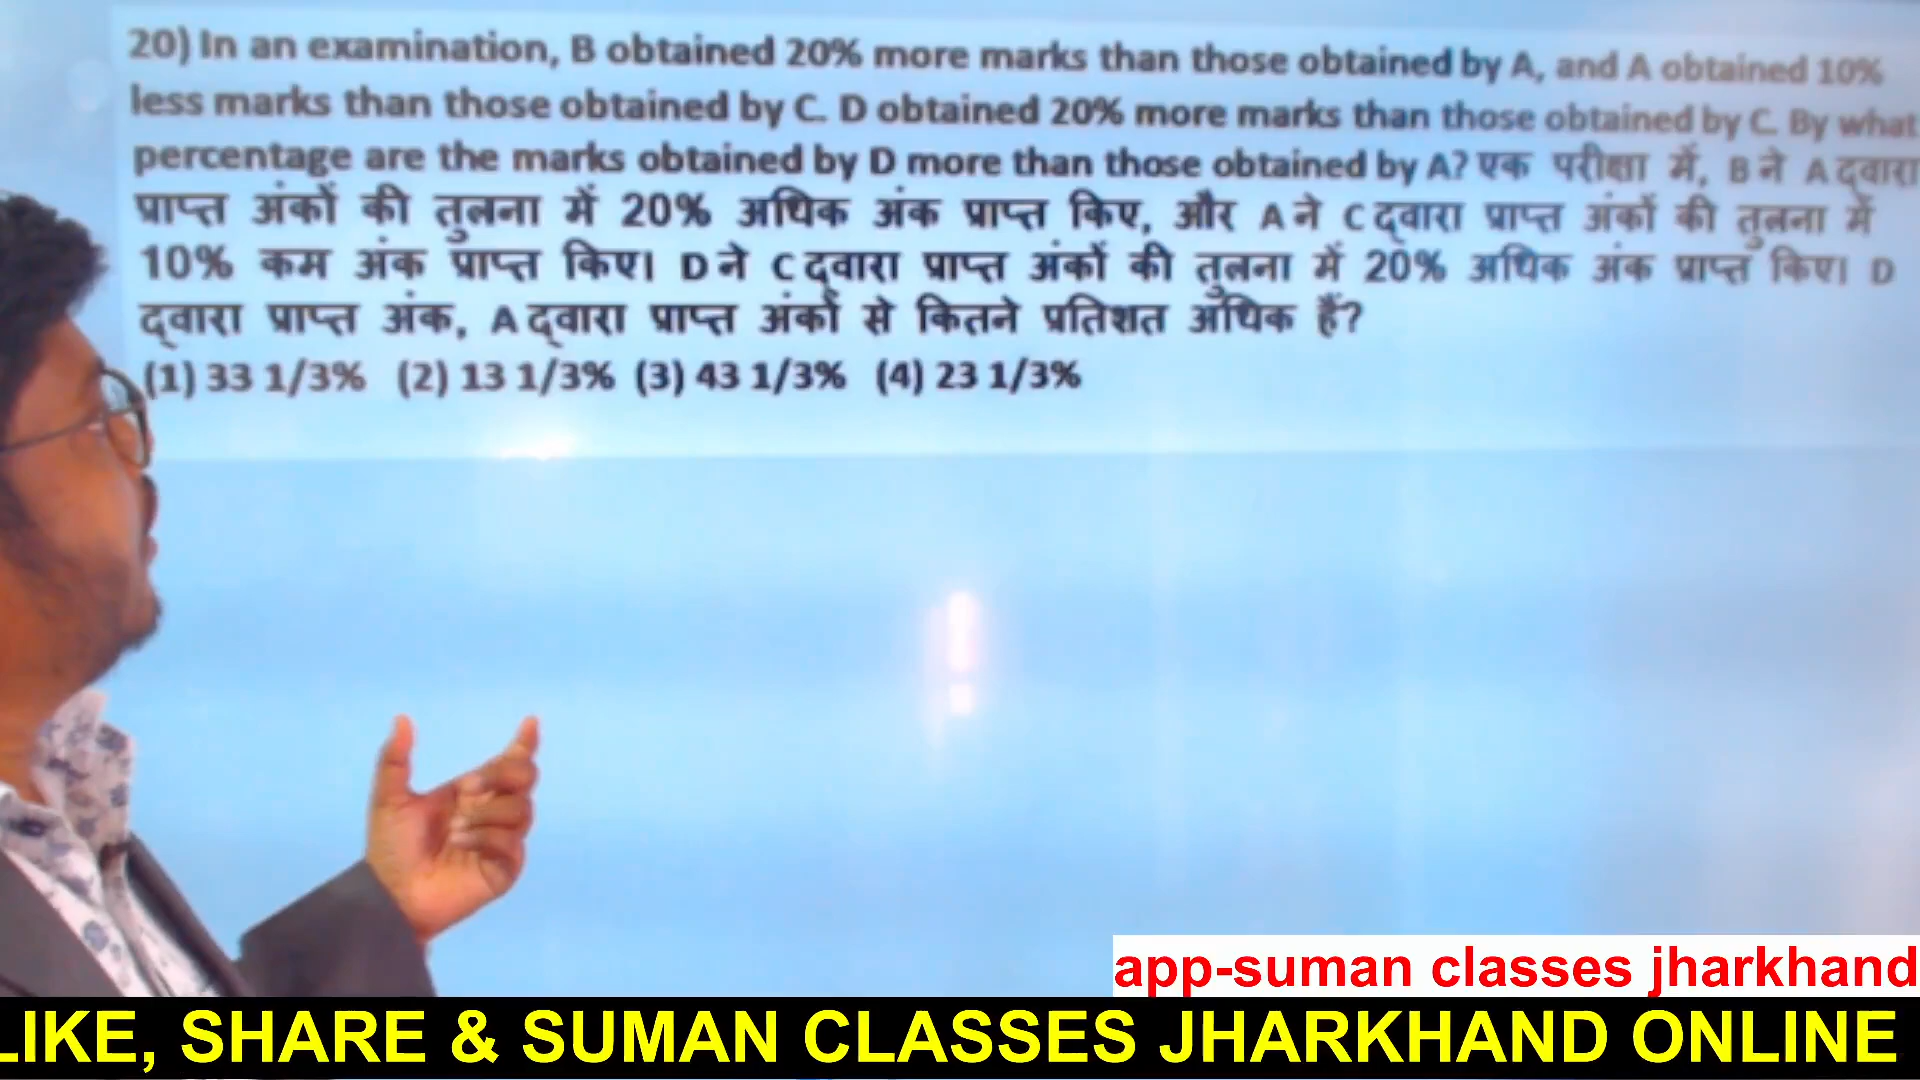 20) In an examination, B obtained 20% more marks than those obtained by A, and A obtained 10%
less marks than those obtained by C. D obtained 20% more marks than those obtained by C. By what
percentage are the marks obtained by D more than those obtained by A? एक परीक्षा में, B ने A द्वारा
प्राप्त अंकों की तुलना में 20% अधिक अंक प्राप्त किए, और A ने C द्वारा प्राप्त अंकों की तुलना में
10% कम अंक प्राप्त किए। D ने C द्वारा प्राप्त अंकों की तुलना में 20% अधिक अंक प्राप्त किए। D
द्वारा प्राप्त अंक, A द्वारा प्राप्त अंकों से कितने प्रतिशत अधिक हैं?
(1) 33 1/3% (2) 13 1/3% (3) 43 1/3% (4) 23 1/3%
app-suman classes jharkhand
LIKE, SHARE & SUMAN CLASSES JHARKHAND ONLINE